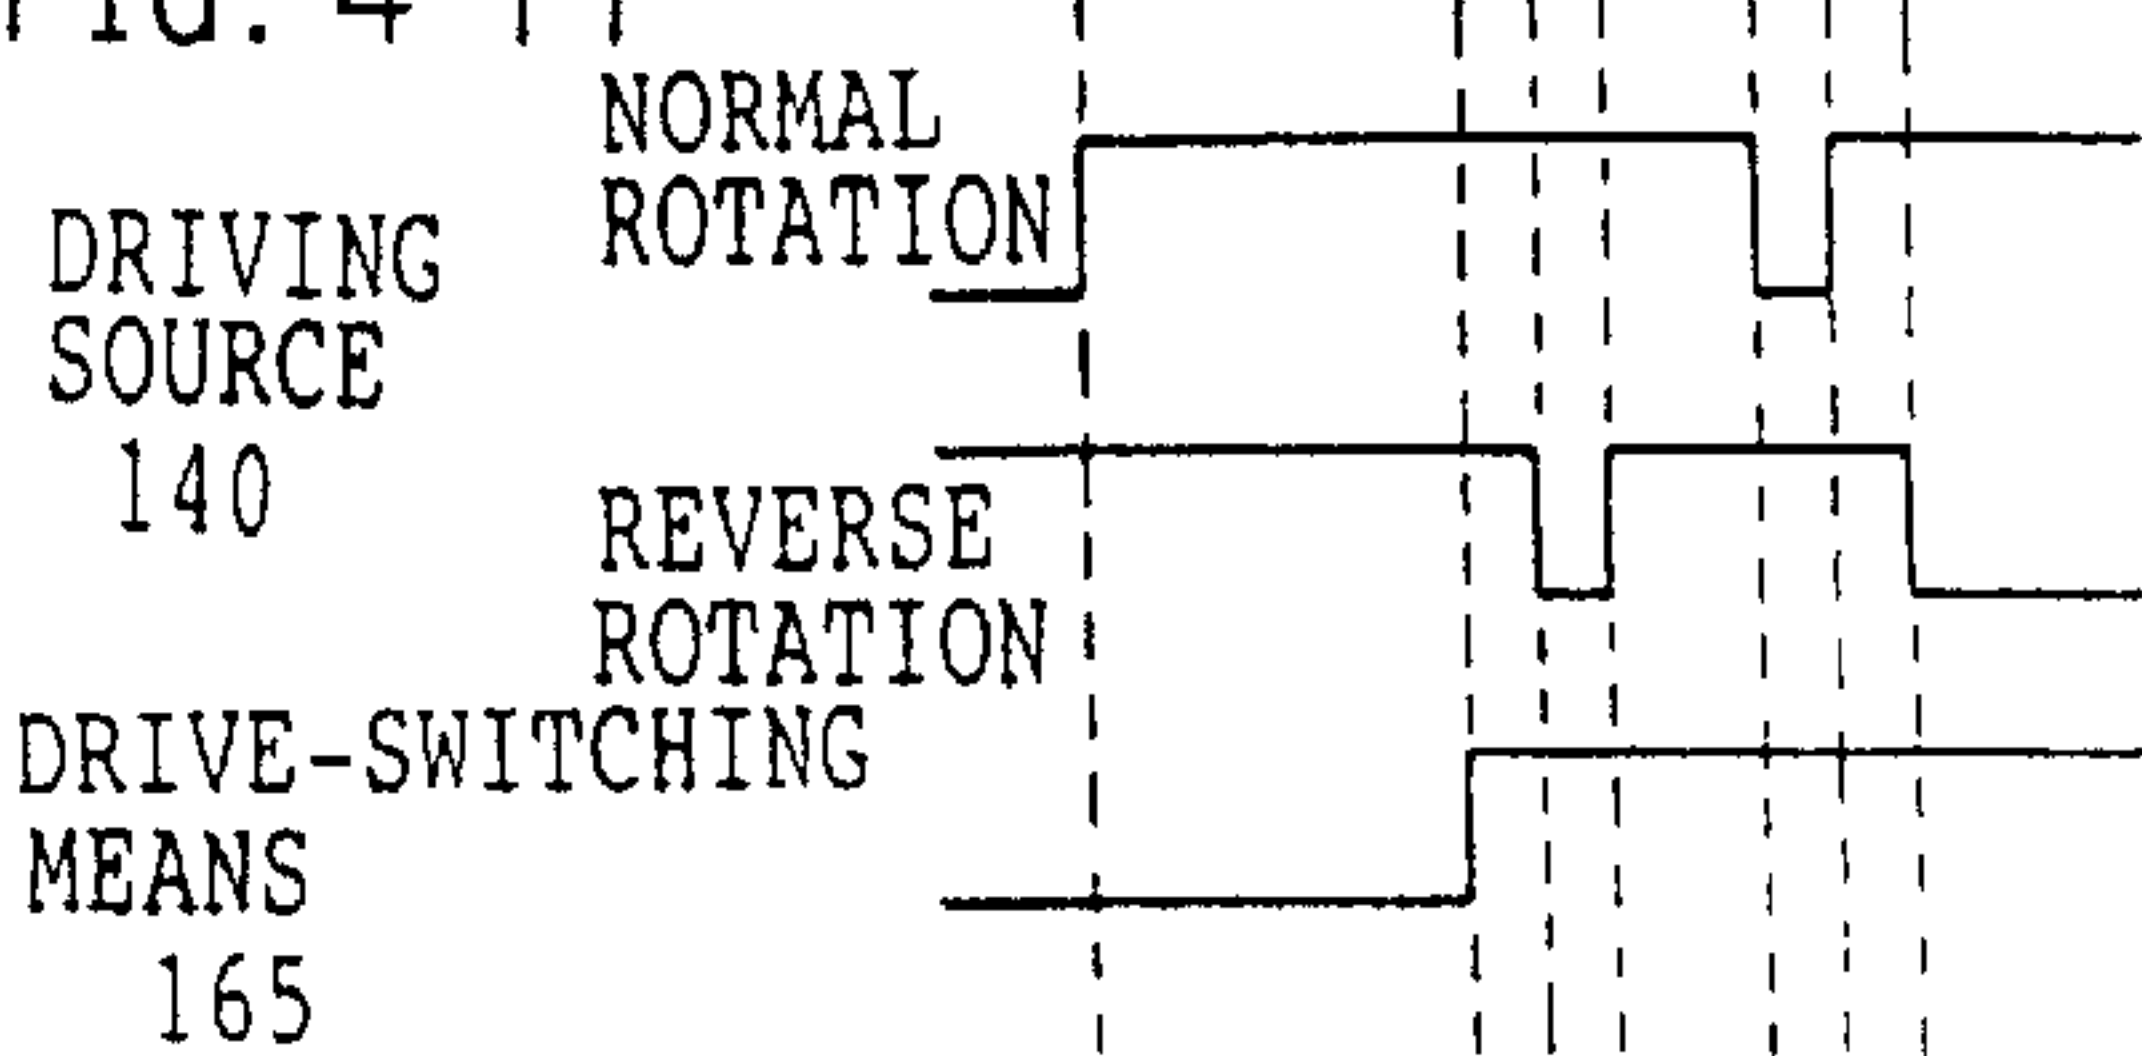 NORMAL
ROTATION
DRIVING
SOURCE
140
REVERSE
ROTATION
DRIVE-SWITCHING
MEANS
165